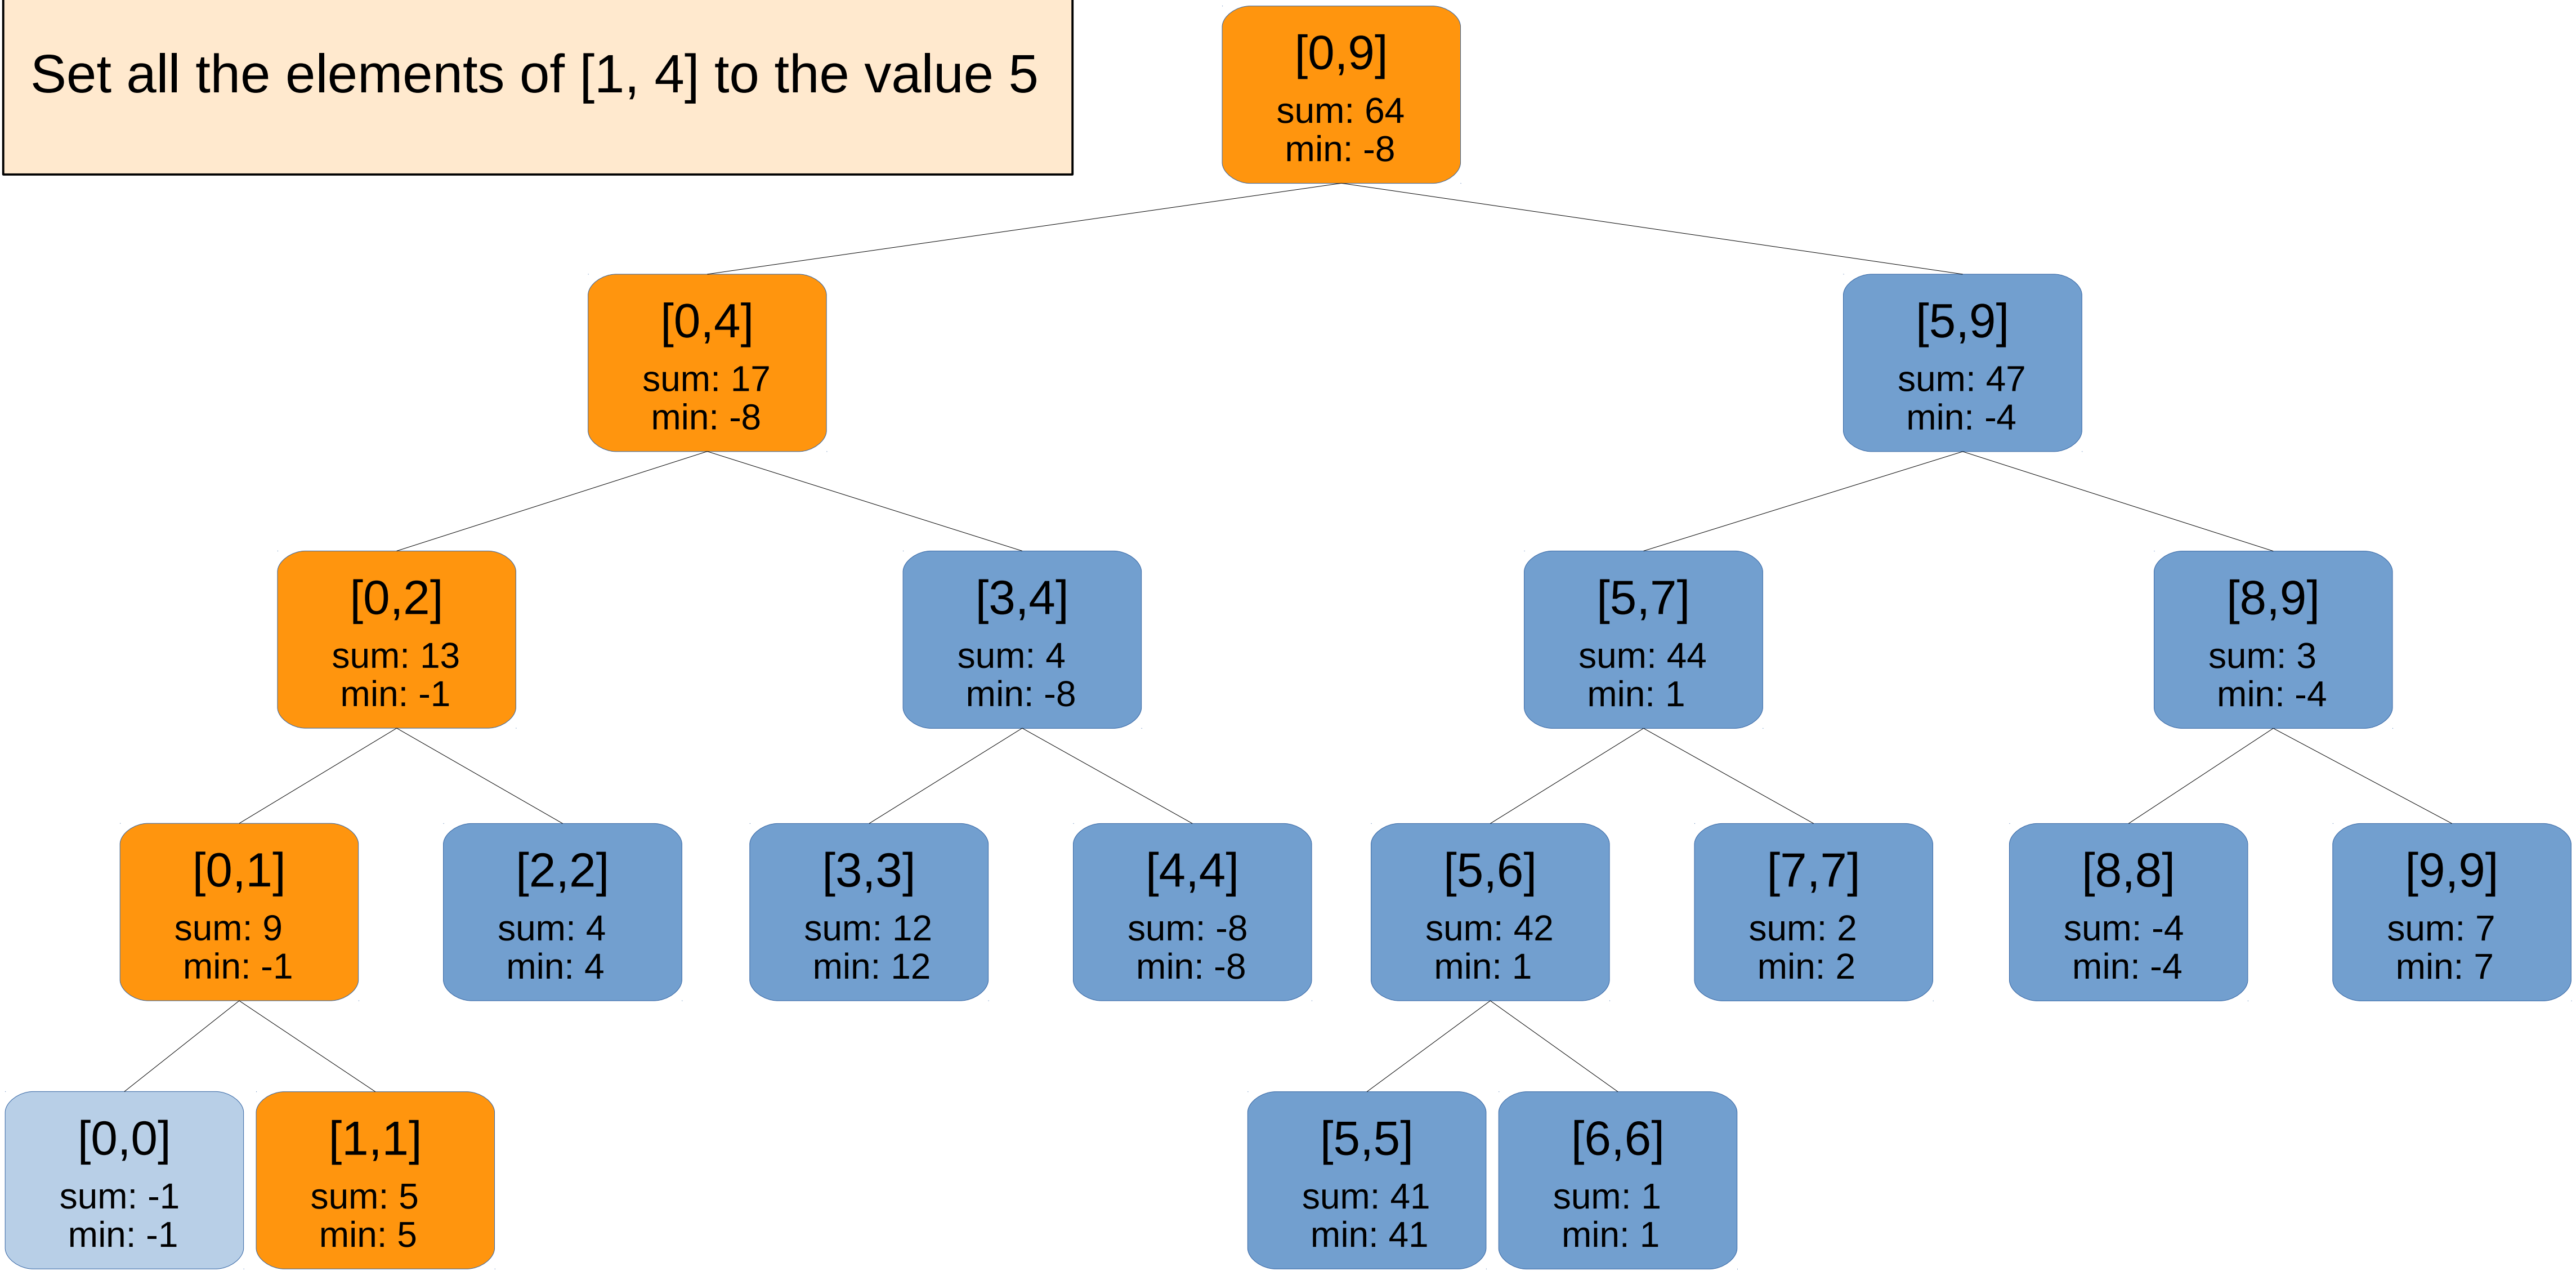 Set all the elements of [1, 4] to the value 5
[0,9]
sum: 64
min: -8
[0,4]
sum: 17
min: -8
[5,9]
sum: 47
min: -4
[0,2]
sum: 13
min: -1
[3,4]
sum: 4
min: -8
[5,7]
sum: 44
min: 1
[8,9]
sum: 3
min: -4
[0,1]
sum: 9
min: -1
[2,2]
sum: 4
min: 4
[3,3]
sum: 12
min: 12
[4,4]
sum: -8
min: -8
[5,6]
sum: 42
min: 1
[7,7]
sum: 2
min: 2
[8,8]
sum: -4
min: -4
[9,9]
sum: 7
min: 7
[0,0]
sum: -1
min: -1
[1,1]
sum: 5
min: 5
[5,5]
sum: 41
min: 41
[6,6]
sum: 1
min: 1